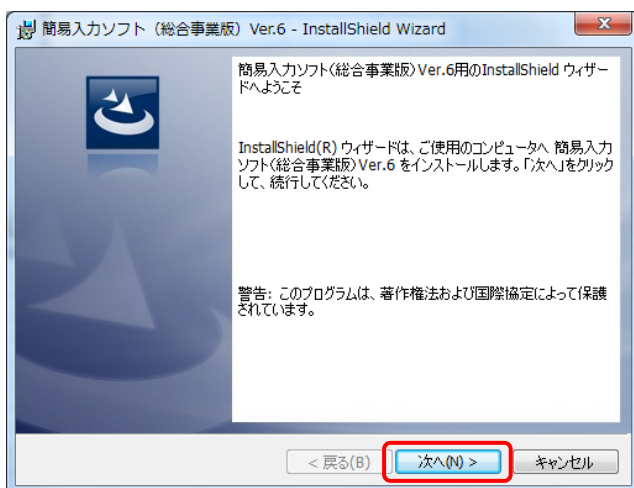 簡易入力ソフト（総合事業版）Ver.6 - InstallShield Wizard
簡易入力ソフト(総合事業版)Ver.6用のInstallShield ウィザー
ドへようこそ
InstallShield(R) ウィザードは、ご使用のコンピュータへ 簡易入力
ソフト(総合事業版)Ver.6 をインストールします。「次へ」をクリック
して、続行してください。
警告: このプログラムは、著作権法および国際協定によって保護
されています。
< 戻る(B) 次へ(N) > キャンセル